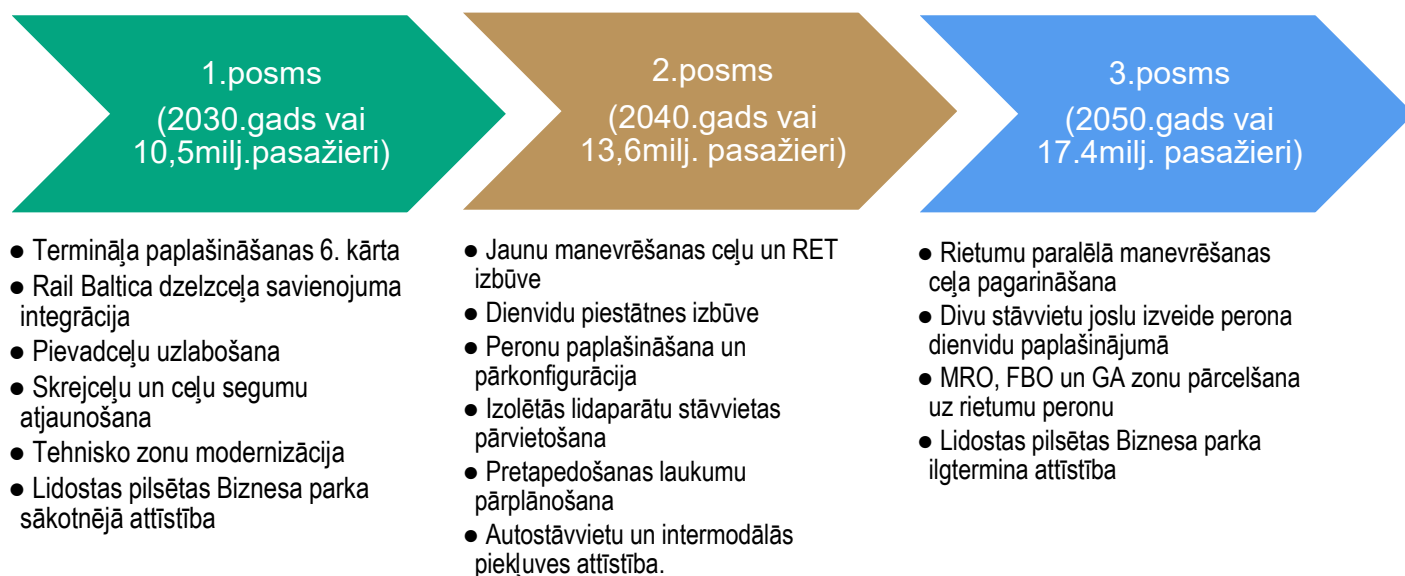 1.posms
(2030.gads vai
10,5milj.pasažieri)
● Termināļa paplašināšanas 6. kārta
● Rail Baltica dzelzceļa savienojuma
integrācija
● Pievadceļu uzlabošana
● Skrejceļu un ceļu segumu
atjaunošana
● Tehnisko zonu modernizācija
● Lidostas pilsētas Biznesa parka
sākotnējā attīstība
2.posms
(2040.gads vai
13,6milj. pasažieri)
● Jaunu manevrēšanas ceļu un RET
izbūve
● Dienvidu piestātnes izbūve
● Peronu paplašināšana un
pārkonfigurācija
● Izolētās lidaparātu stāvvietas
pārvietošana
● Pretapedošanas laukumu
pārplānošana
● Autostāvvietu un intermodālās
piekļuves attīstība.
3.posms
(2050.gads vai
17.4milj. pasažieri)
● Rietumu paralēlā manevrēšanas
ceļa pagarināšana
● Divu stāvvietu joslu izveide perona
dienvidu paplašinājumā
● MRO, FBO un GA zonu pārcelšana
uz rietumu peronu
● Lidostas pilsētas Biznesa parka
ilgtermina attīstība